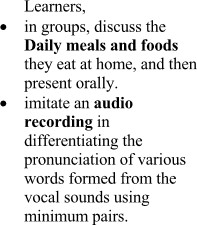 Learners,
• in groups, discuss the
Daily meals and foods
they eat at home, and then
present orally.
• imitate an audio
recording in
differentiating the
pronunciation of various
words formed from the
vocal sounds using
minimum pairs.